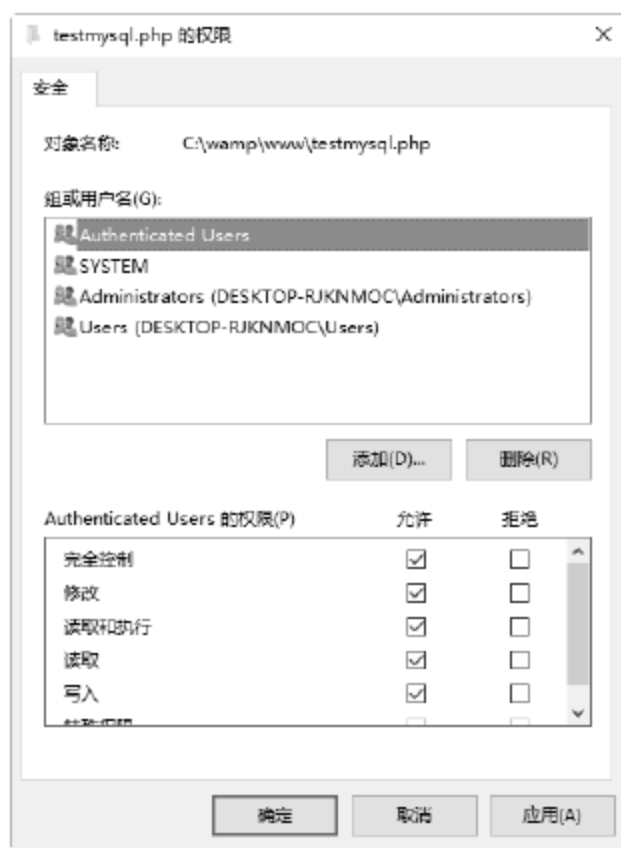 testmysql.php 的权限
安全
对象名称: C:\wamp\www\testmysql.php
组或用户名(G):
Authenticated Users
SYSTEM
Administrators (DESKTOP-RJKNMOC\Administrators)
Users (DESKTOP-RJKNMOC\Users)
添加(D)... 删除(R)
Authenticated Users 的权限(P) 允许 拒绝
完全控制
修改
读取和执行
读取
写入
确定 取消 应用(A)